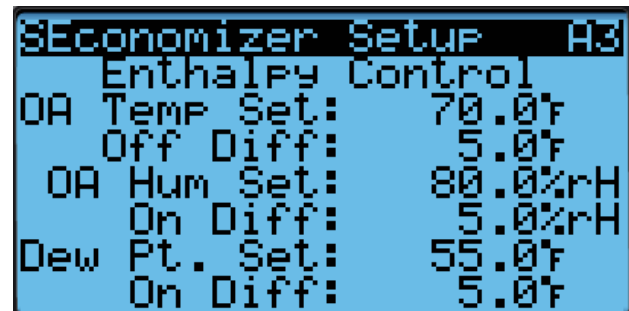 SEconomizer Setup A3
Enthalpy Control
OA Temp Set: 70.0°F
Off Diff: 5.0°F
OA Hum Set: 80.0%rH
On Diff: 5.0%rH
Dew Pt. Set: 55.0°F
On Diff: 5.0°F